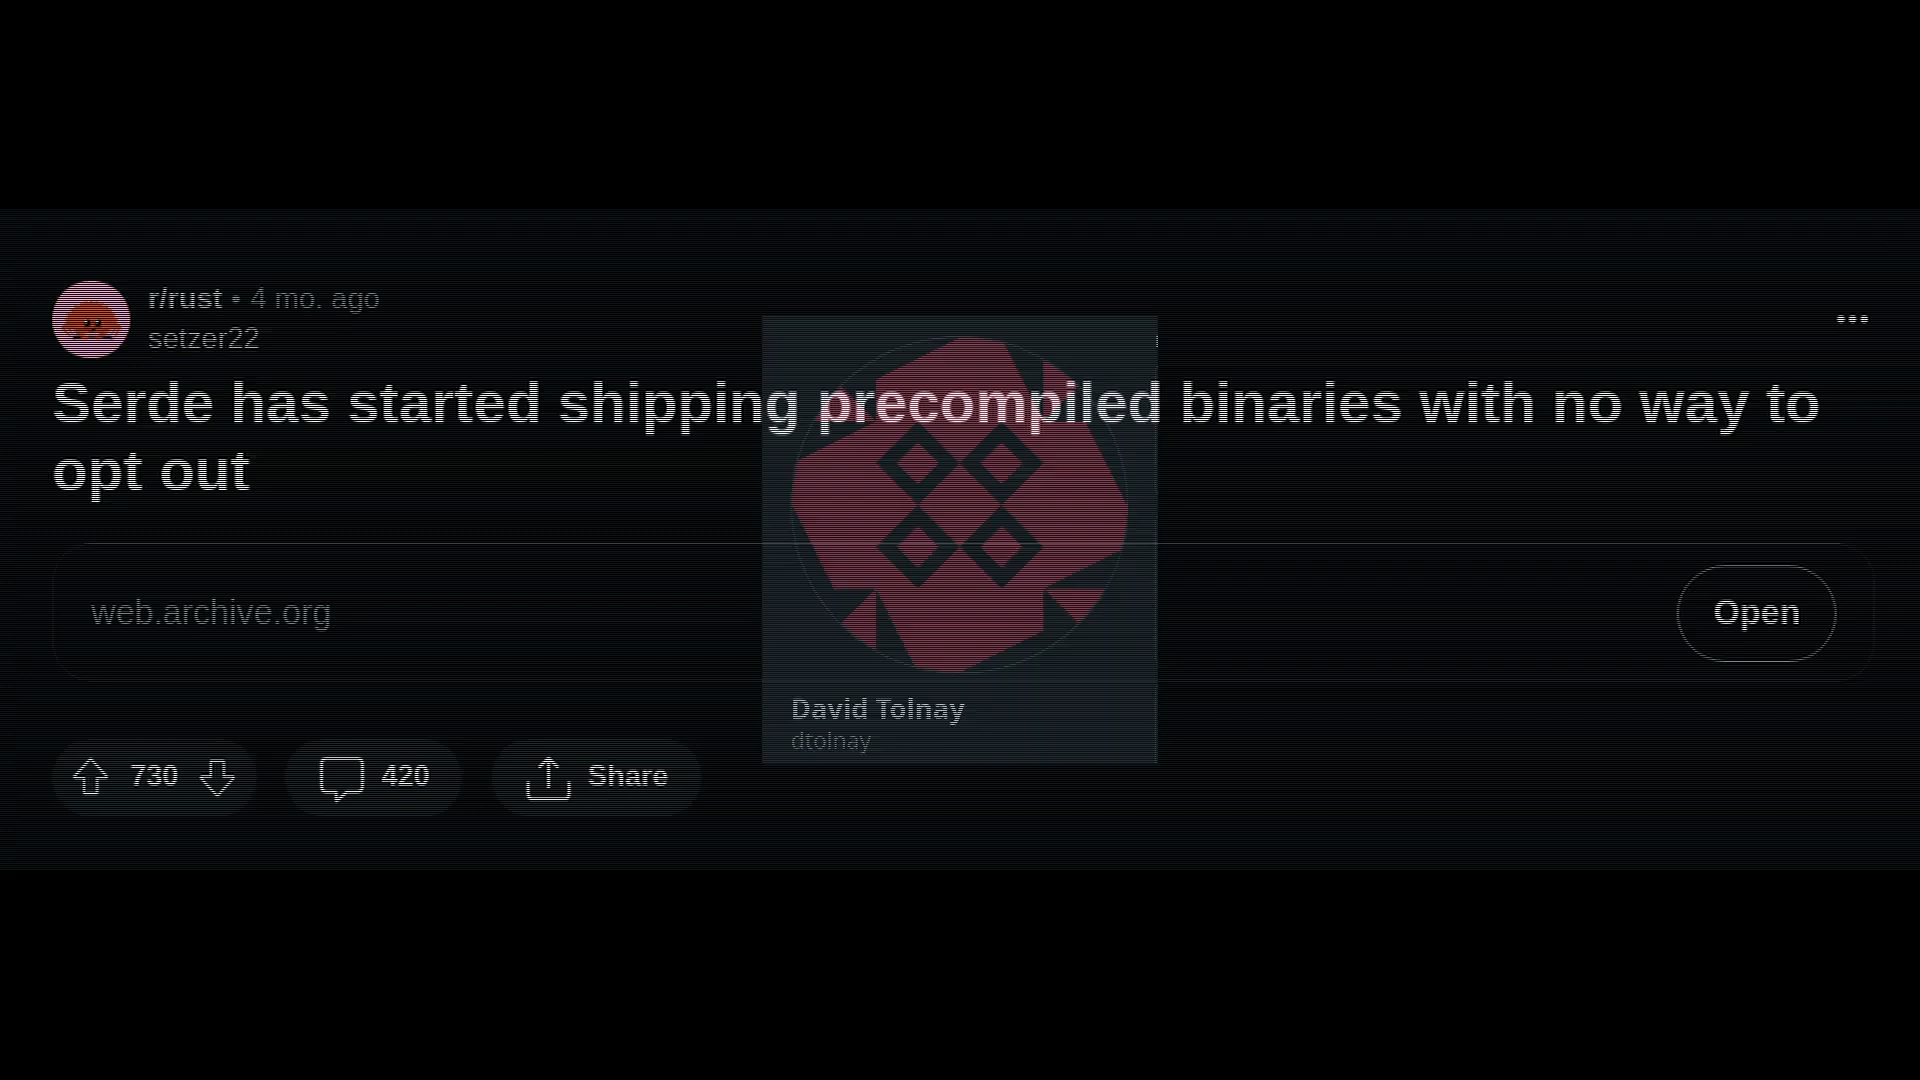 r/rust • 4 mo. ago
setzer22
Serde has started shipping precompiled binaries with no way to
opt out
web.archive.org
Open
David Tolnay
dtolnay
730
420
Share